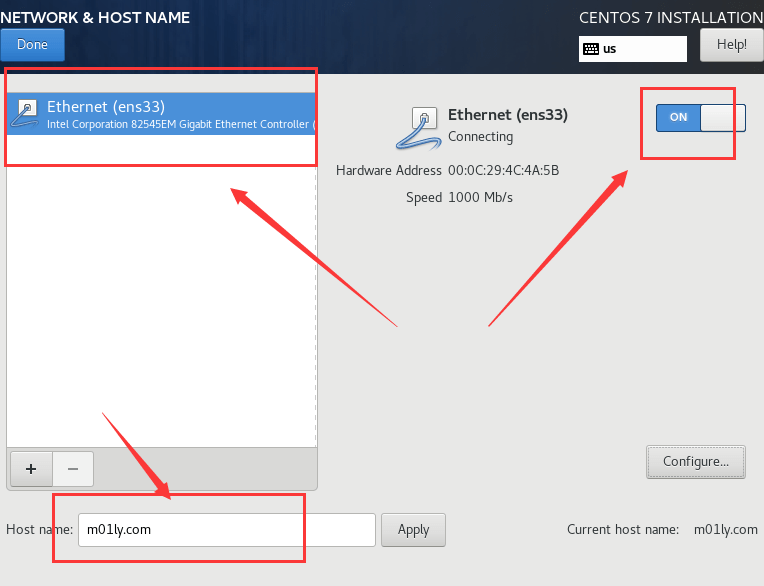 NETWORK & HOST NAME
CENTOS 7 INSTALLATION
Done
us
Help!
Ethernet (ens33)
Intel Corporation 82545EM Gigabit Ethernet Controller (
Ethernet (ens33)
Connecting
ON
Hardware Address 00:0C:29:4C:4A:5B
Speed 1000 Mb/s
+ −
Configure...
Host name: m01ly.com Apply
Current host name: m01ly.com